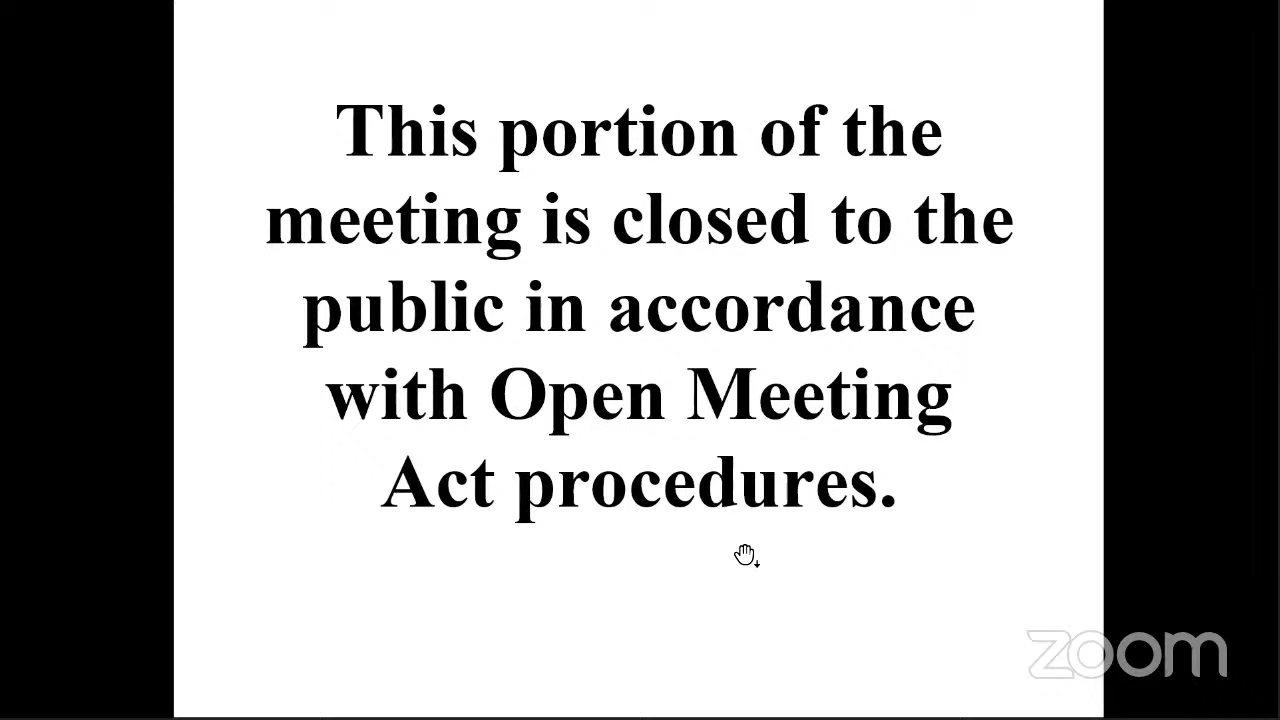 This portion of the
meeting is closed to the
public in accordance
with Open Meeting
Act procedures.
zoom